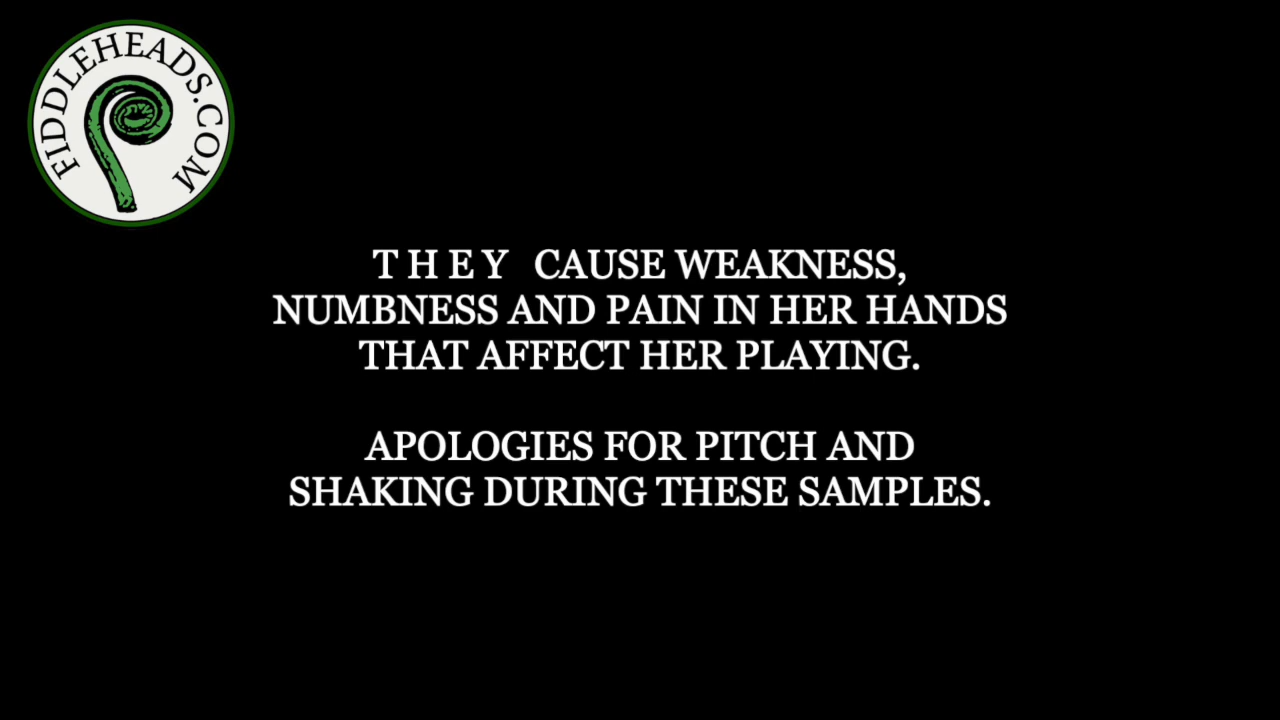 FIDDLEHEADS.COM
T H E Y CAUSE WEAKNESS,
NUMBNESS AND PAIN IN HER HANDS
THAT AFFECT HER PLAYING.
APOLOGIES FOR PITCH AND
SHAKING DURING THESE SAMPLES.